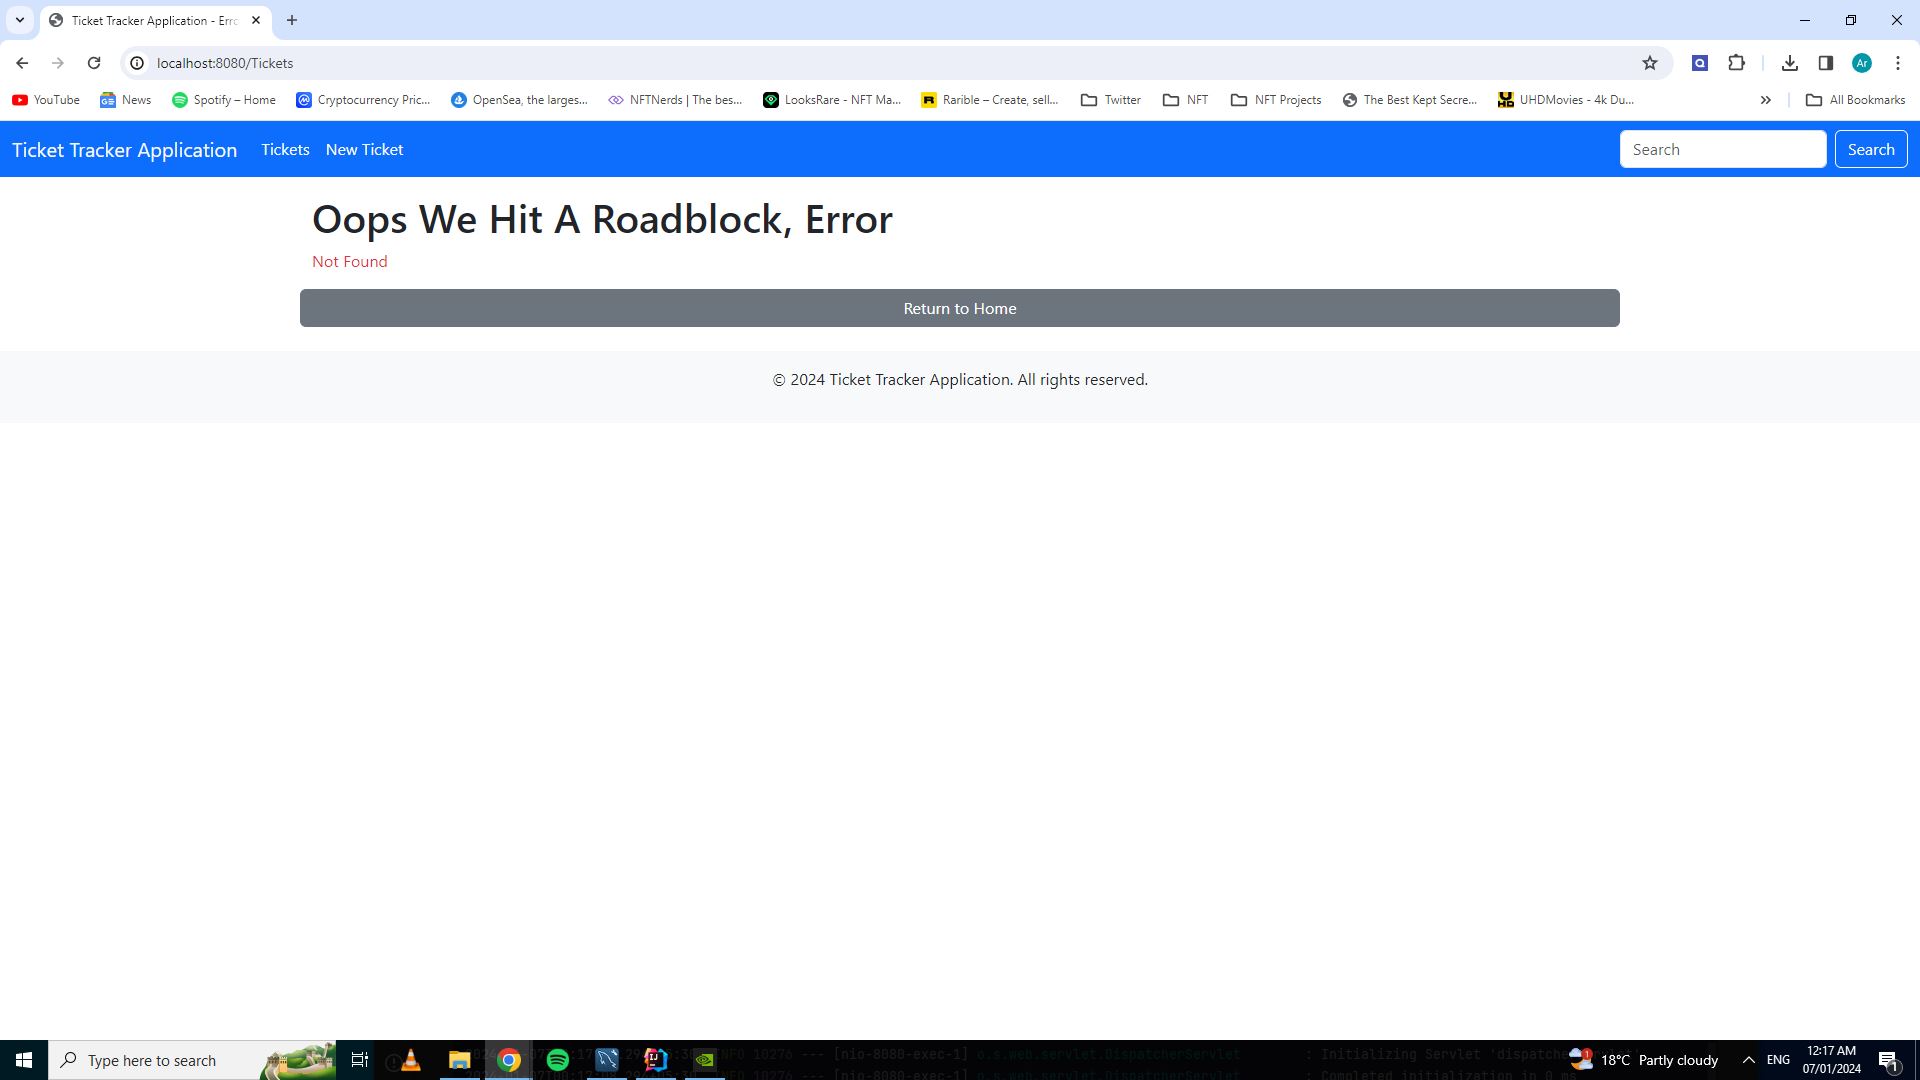 Ticket Tracker Application - Erro
localhost:8080/Tickets
Ar
YouTube
News
Spotify – Home
Cryptocurrency Pric...
OpenSea, the larges...
NFTNerds | The bes...
LooksRare - NFT Ma...
Rarible – Create, sell...
Twitter
NFT
NFT Projects
The Best Kept Secre...
UHDMovies - 4k Du...
All Bookmarks
Ticket Tracker Application
Tickets
New Ticket
Search
Search
Oops We Hit A Roadblock, Error
Not Found
Return to Home
© 2024 Ticket Tracker Application. All rights reserved.
Type here to search
INFO 10276 --- [nio-8080-exec-1] o.s.web.servlet.DispatcherServlet : Initializing Servlet 'dispatche
[nio-8080-exec-1] o.s.web.servlet.DispatcherServlet : Completed initialization in 0 ms
1
18°C Partly cloudy
ENG
12:17 AM
07/01/2024
1